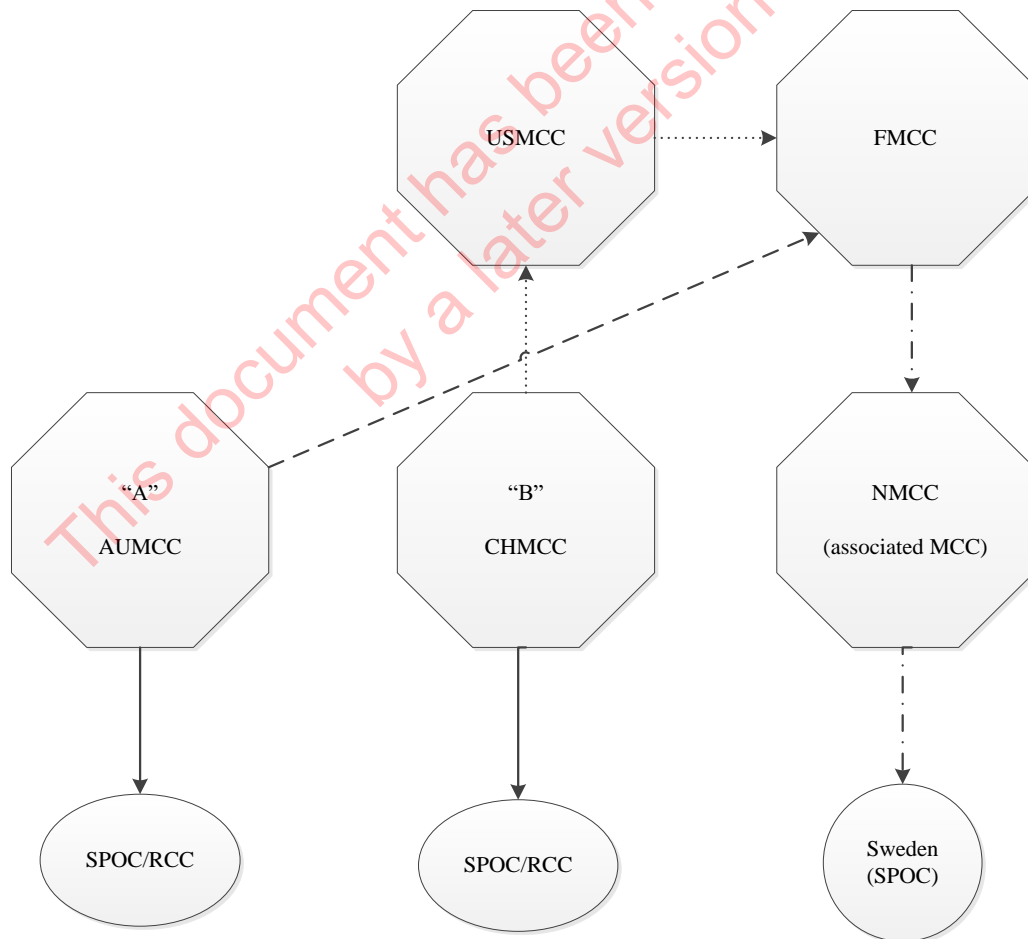 This document has been
by a later version
USMCC
FMCC
“A”
AUMCC
“B”
CHMCC
NMCC
(associated MCC)
SPOC/RCC
SPOC/RCC
Sweden
(SPOC)